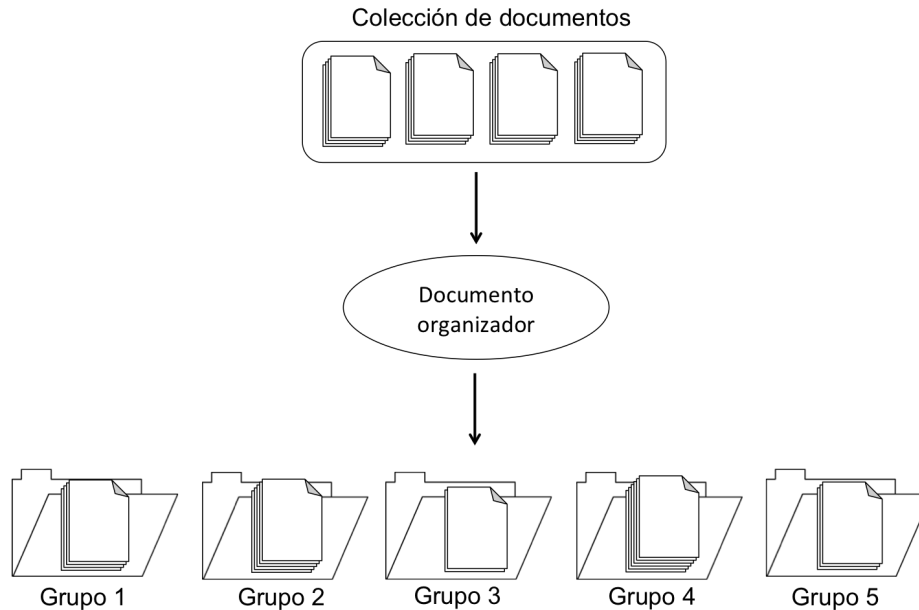 Colección de documentos
Documento
organizador
Grupo 1
Grupo 2
Grupo 3
Grupo 4
Grupo 5